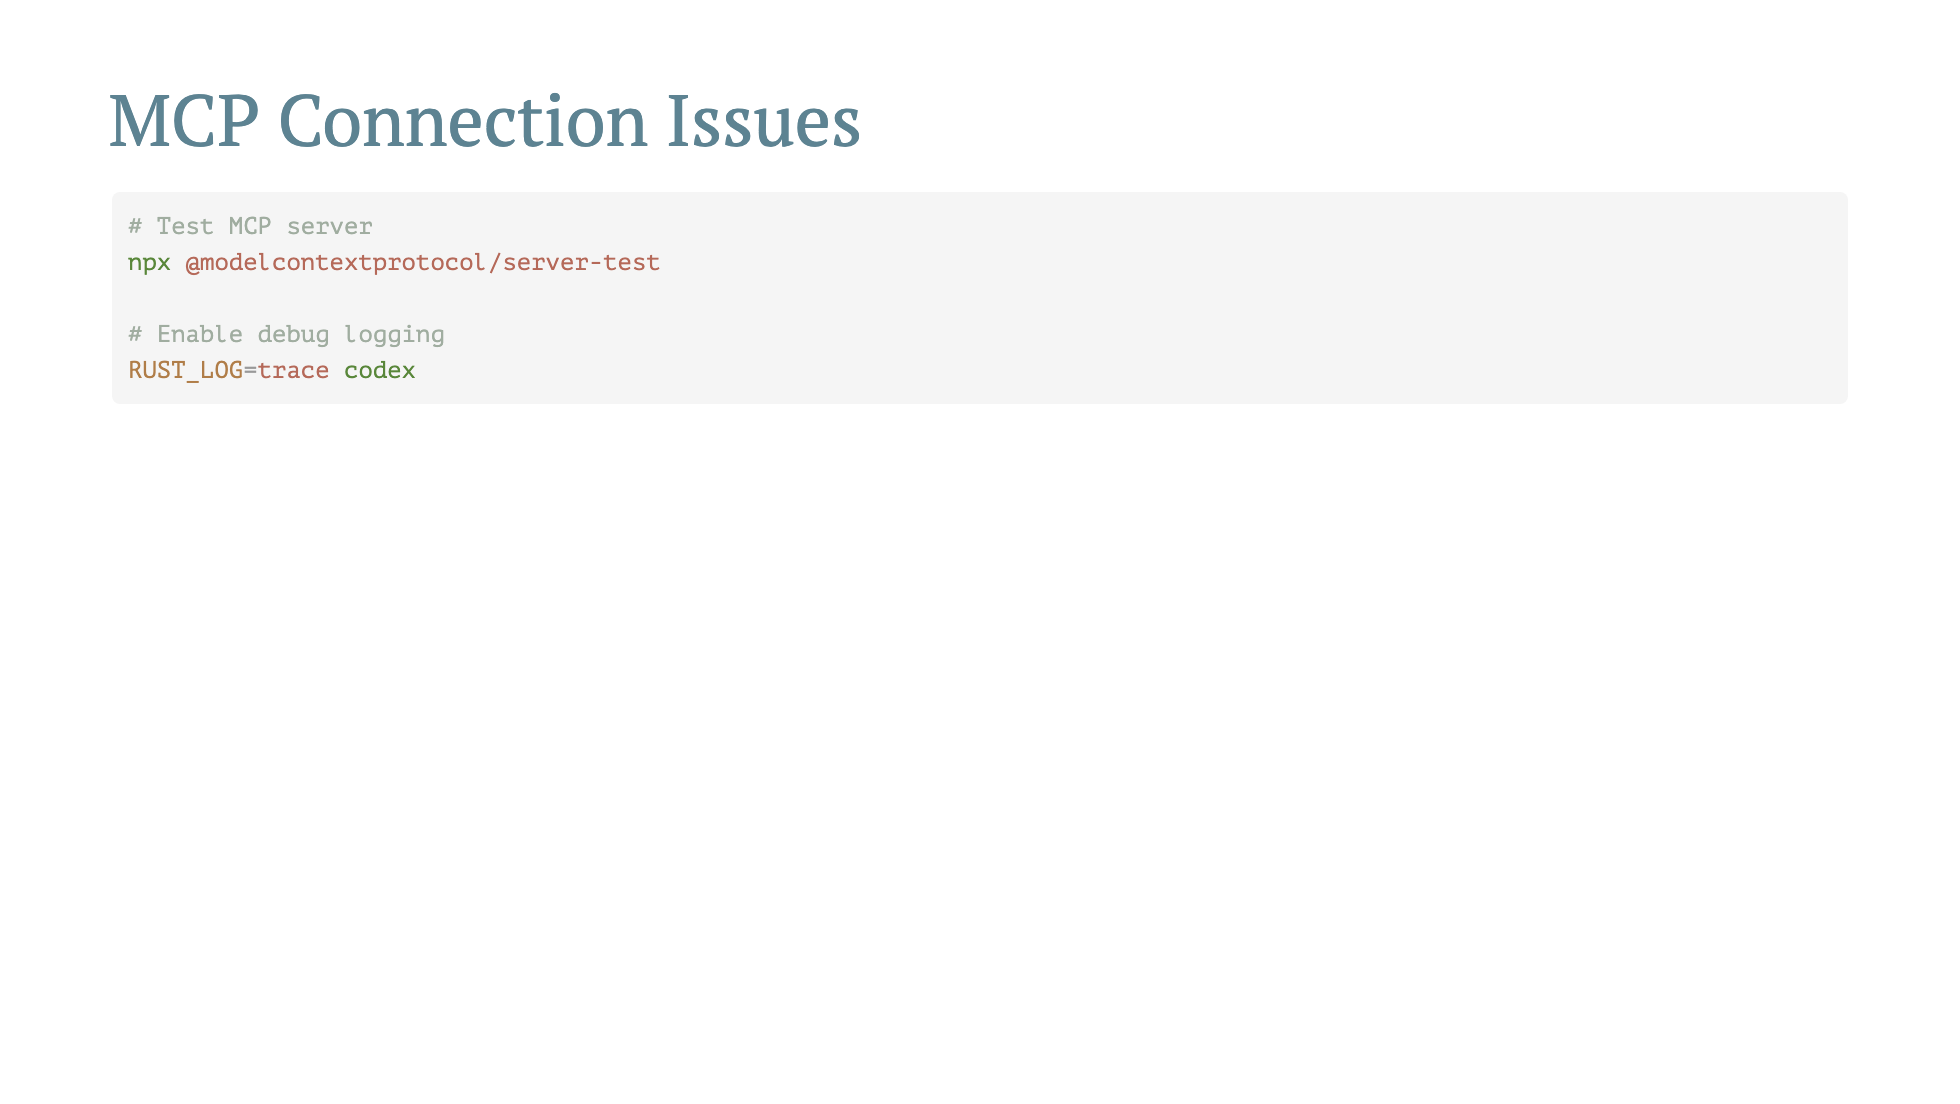 MCP Connection Issues
# Test MCP server
npx @modelcontextprotocol/server-test
# Enable debug logging
RUST_LOG=trace codex